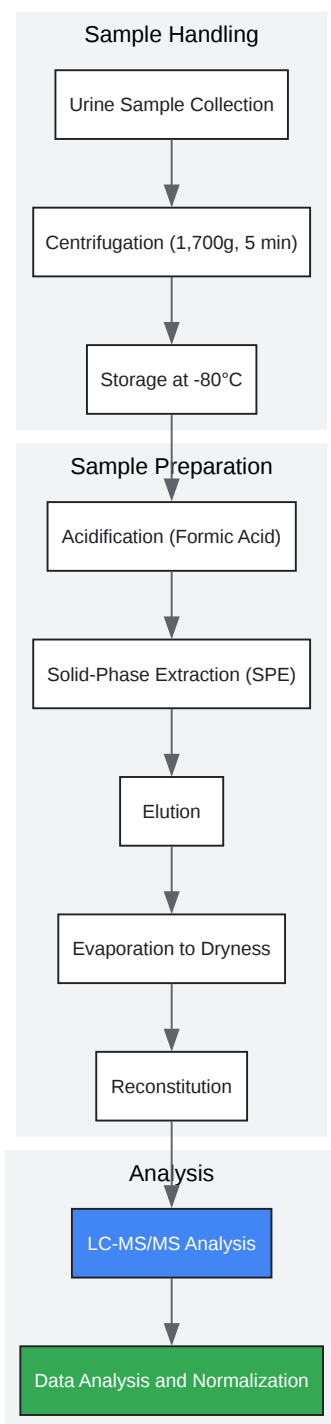 Sample Handling
Urine Sample Collection
Centrifugation (1,700g, 5 min)
Storage at -80°C
Sample Preparation
Acidification (Formic Acid)
Solid-Phase Extraction (SPE)
Elution
Evaporation to Dryness
Reconstitution
Analysis
LC-MS/MS Analysis
Data Analysis and Normalization